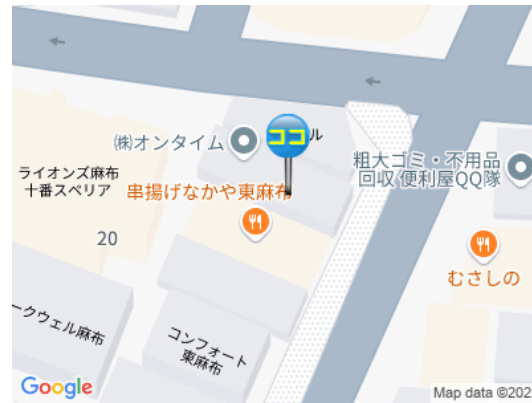 ココ
ル
㈱オンタイム
粗大ゴミ・不用品
回収 便利屋QQ隊
ライオンズ麻布
十番スペリア
串揚げなかや東麻布
20
むさしの
ークウェル麻布
コンフォート
東麻布
Google
Map data ©202